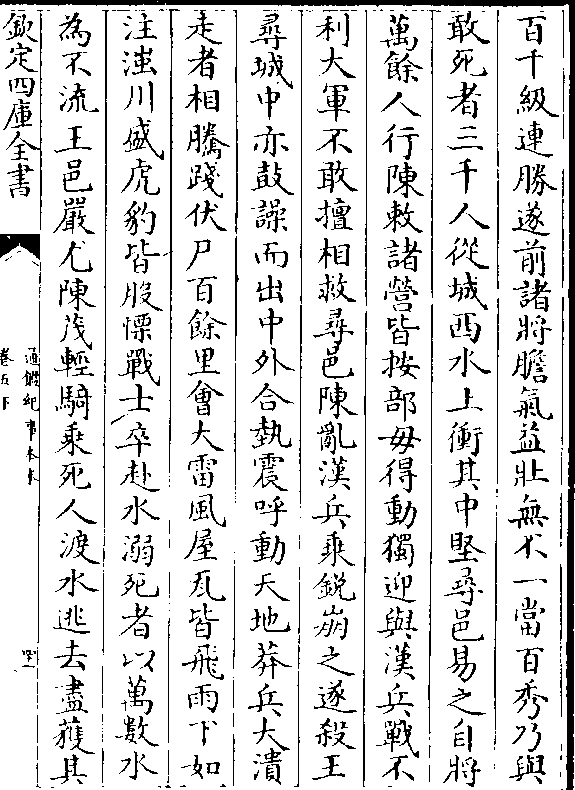 百千級連勝遂前諸將膽氣益壯無不一當百秀乃與
敢死者三千人從城西水上衝其中堅尋邑易之自將
萬餘人行陳敕諸營皆按部毋得動獨迎與漢兵戰不
利大軍不敢擅相救尋邑陳亂漢兵乘鋭崩之遂殺王
尋城中亦鼓譟而出中外合埶震呼動天地莽兵大潰
走者相騰踐伏尸百餘里會大雷風屋瓦皆飛雨下如
注滍川盛虎豹皆股慄戰士卒赴水溺死者以萬數水
為不流王邑嚴尤陳茂輕騎乘死人渡水逃去盡獲其
欽定四庫全書
通鑑紀事本末
卷五下